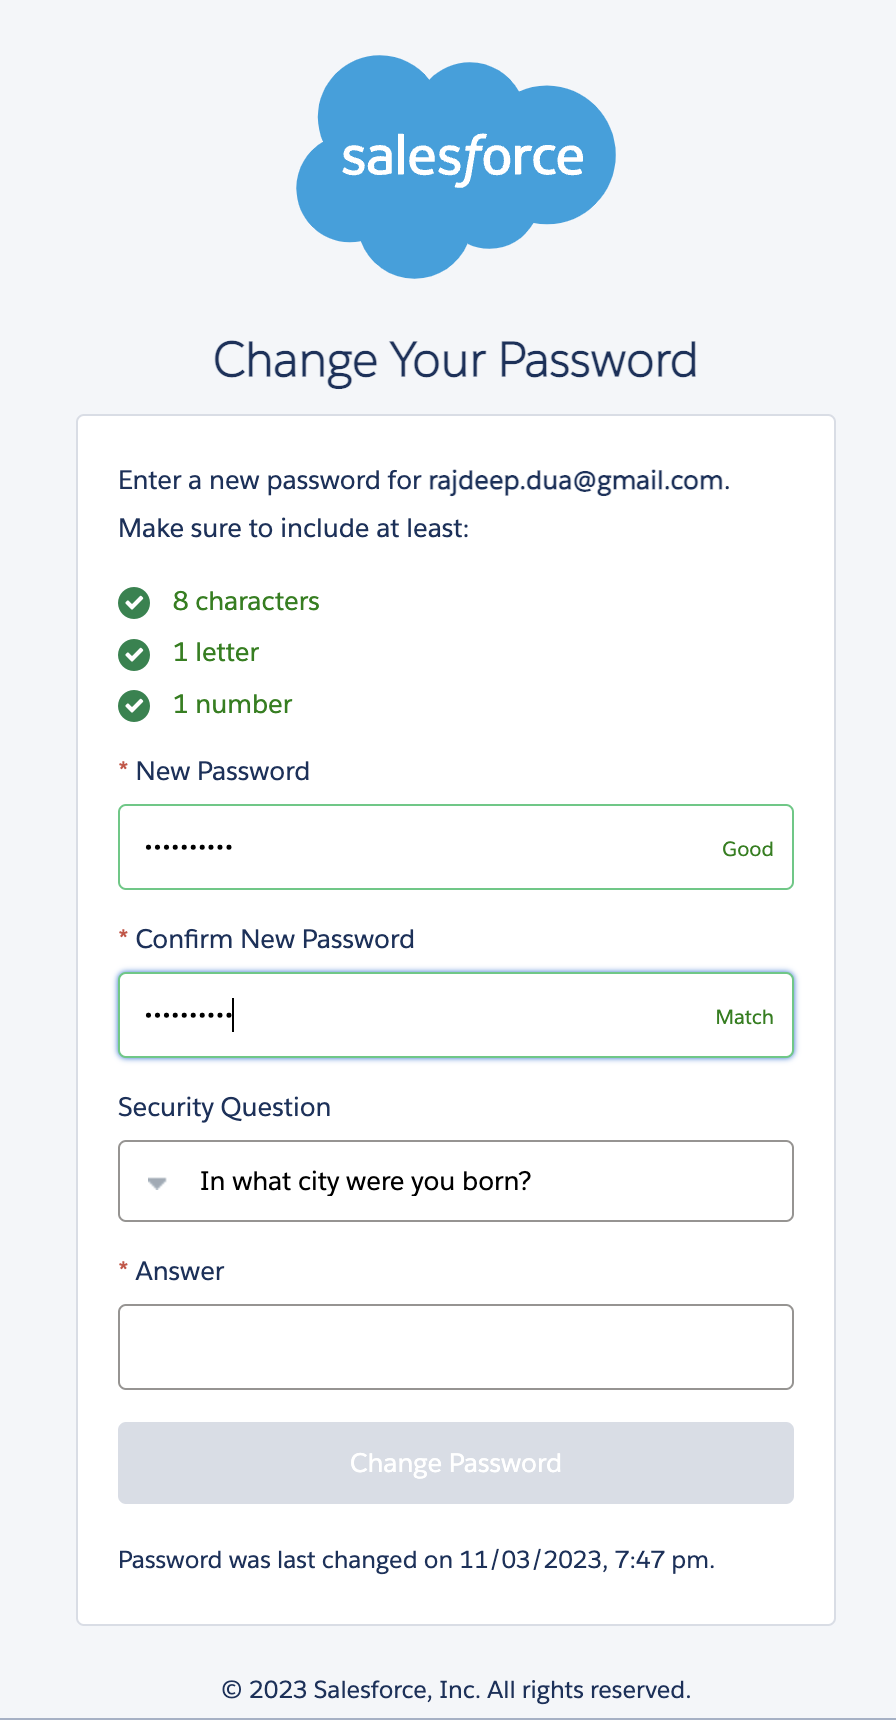 salesforce
Change Your Password
Enter a new password for rajdeep.dua@gmail.com.
Make sure to include at least:
8 characters
1 letter
1 number
* New Password
•••••••••• Good
* Confirm New Password
•••••••••• Match
Security Question
In what city were you born?
* Answer
Change Password
Password was last changed on 11/03/2023, 7:47 pm.
© 2023 Salesforce, Inc. All rights reserved.